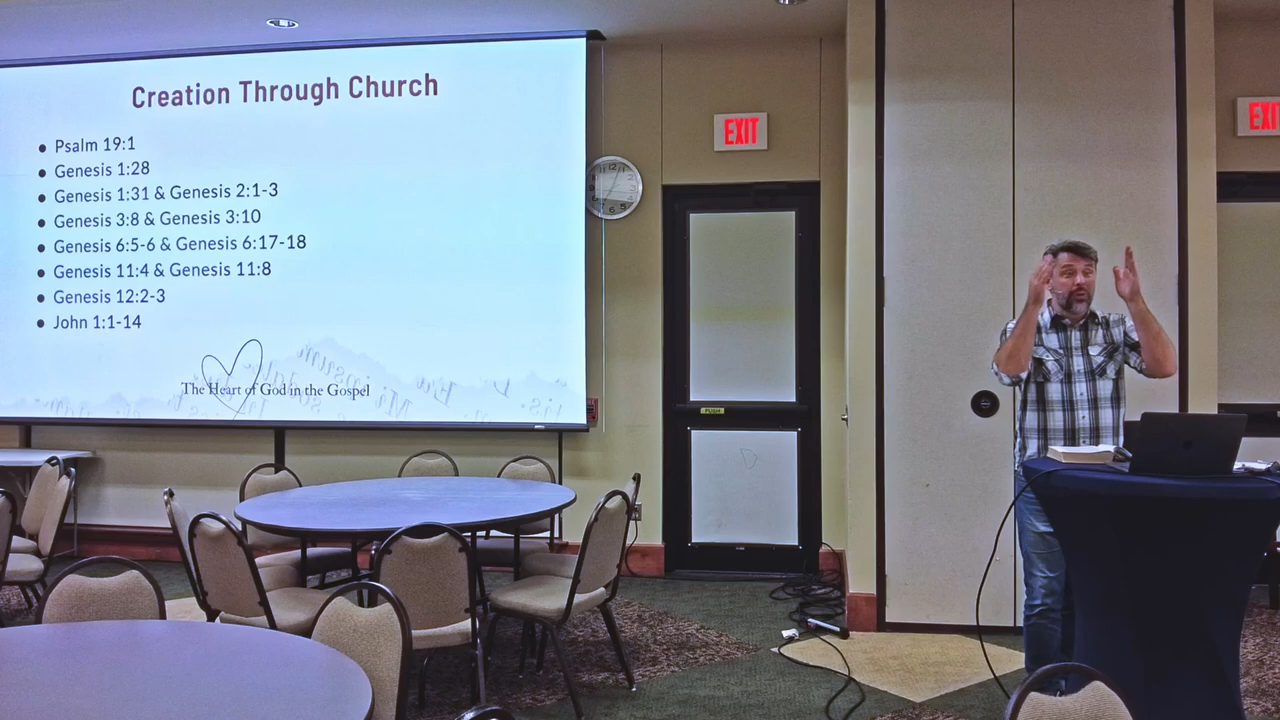 Creation Through Church
• Psalm 19:1
• Genesis 1:28
• Genesis 1:31 & Genesis 2:1-3
• Genesis 3:8 & Genesis 3:10
• Genesis 6:5-6 & Genesis 6:17-18
• Genesis 11:4 & Genesis 11:8
• Genesis 12:2-3
• John 1:1-14
The Heart of God in the Gospel
EXIT
EXI
PUSH